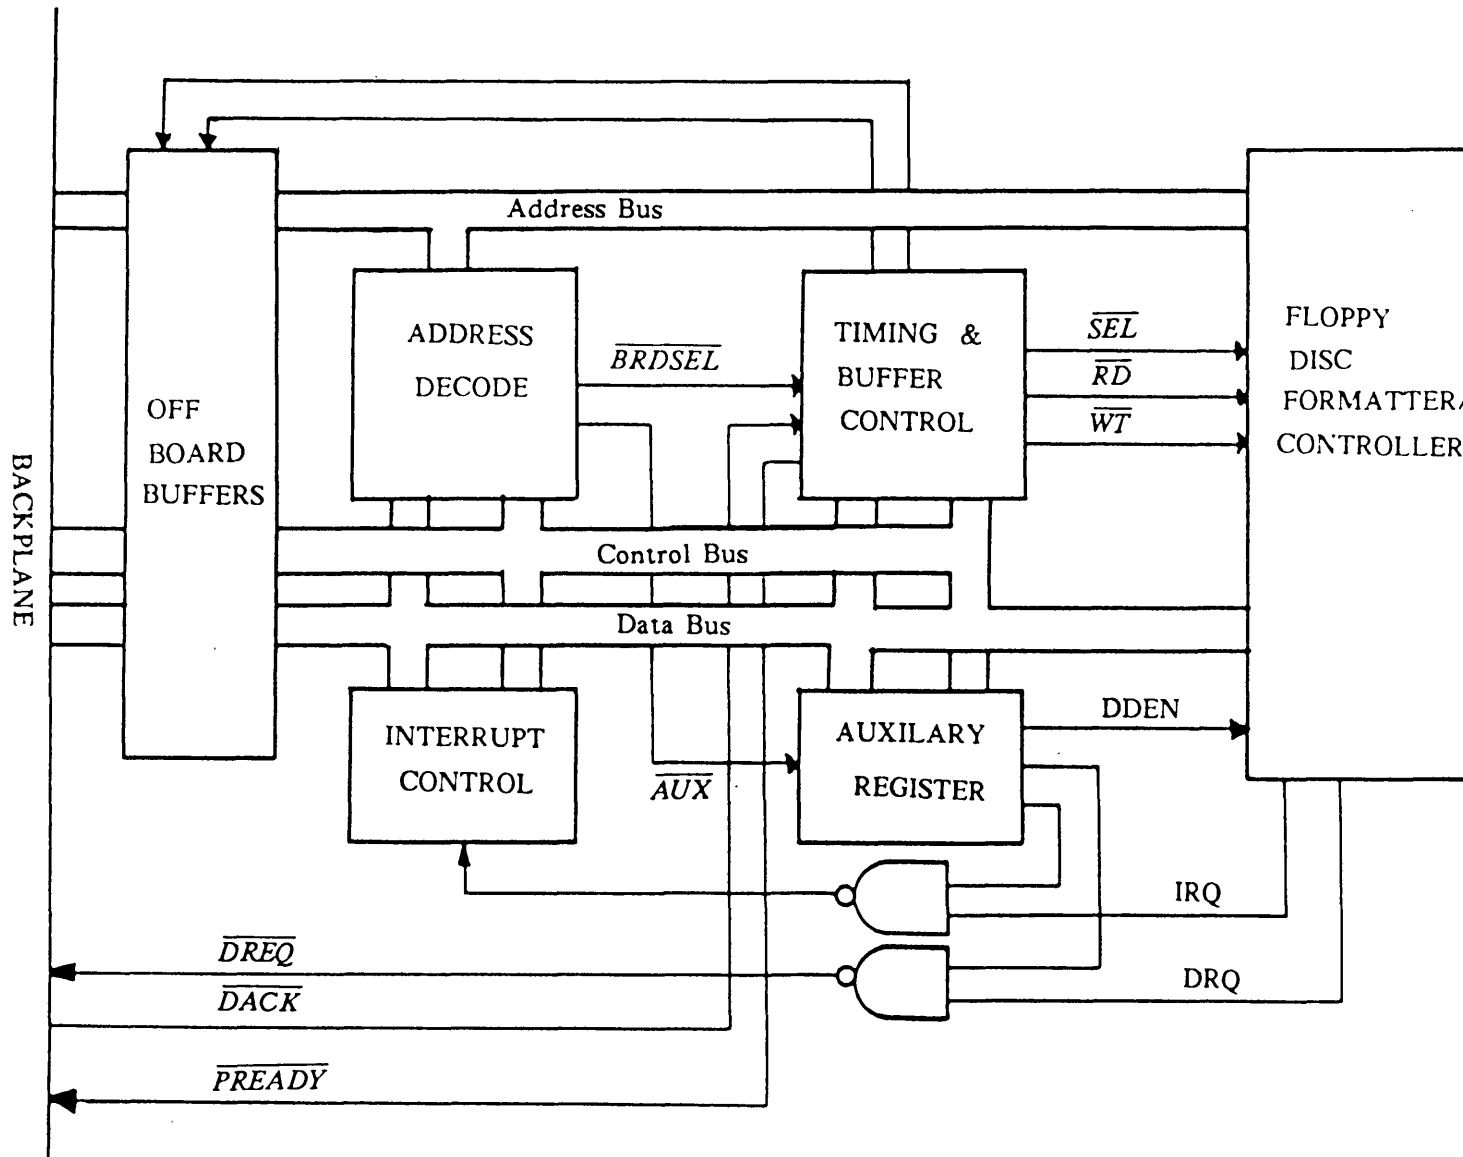 Address Bus
ADDRESS
DECODE
BRDSEL
TIMING &
BUFFER
CONTROL
SEL
RD
WT
FLOPPY
DISC
FORMATTER/
CONTROLLER
OFF
BOARD
BUFFERS
BACKPLANE
Control Bus
Data Bus
INTERRUPT
CONTROL
AUX
AUXILARY
REGISTER
DDEN
IRQ
DREQ
DRQ
DACK
PREADY